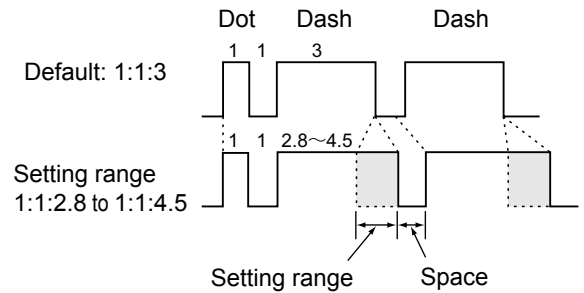 Dot Dash Dash
1 1 3
Default: 1:1:3
1 1 2.8～4.5
Setting range
1:1:2.8 to 1:1:4.5
Setting range Space